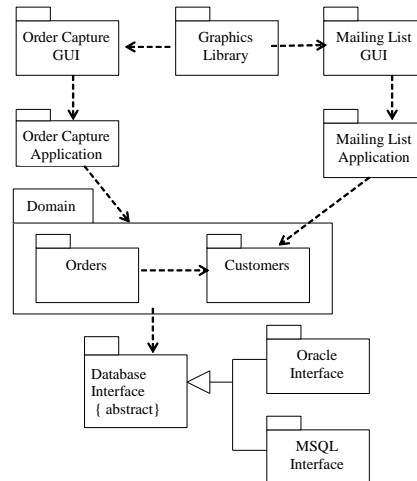 Order Capture
GUI
Graphics
Library
Mailing List
GUI
Order Capture
Application
Mailing List
Application
Domain
Orders
Customers
Database
Interface
{ abstract}
Oracle
Interface
MSQL
Interface